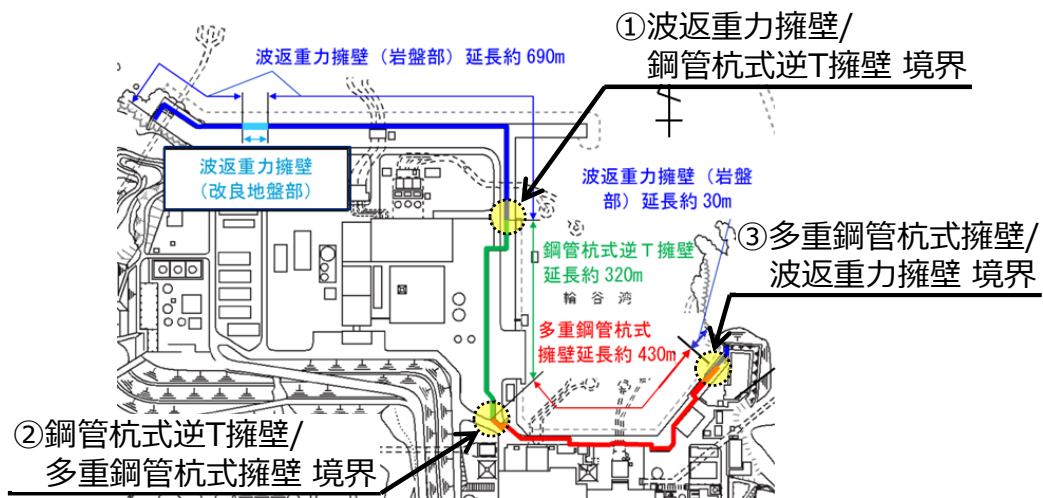 ①波返重力擁壁/
鋼管杭式逆T擁壁 境界
波返重力擁壁（岩盤部）延長約 690m
波返重力擁壁
（改良地盤部）
波返重力擁壁（岩盤
部）延長約 30m
③多重鋼管杭式擁壁/
波返重力擁壁 境界
鋼管杭式逆Ｔ擁壁
延長約 320m
輪谷湾
多重鋼管杭式
擁壁延長約 430m
②鋼管杭式逆T擁壁/
多重鋼管杭式擁壁 境界